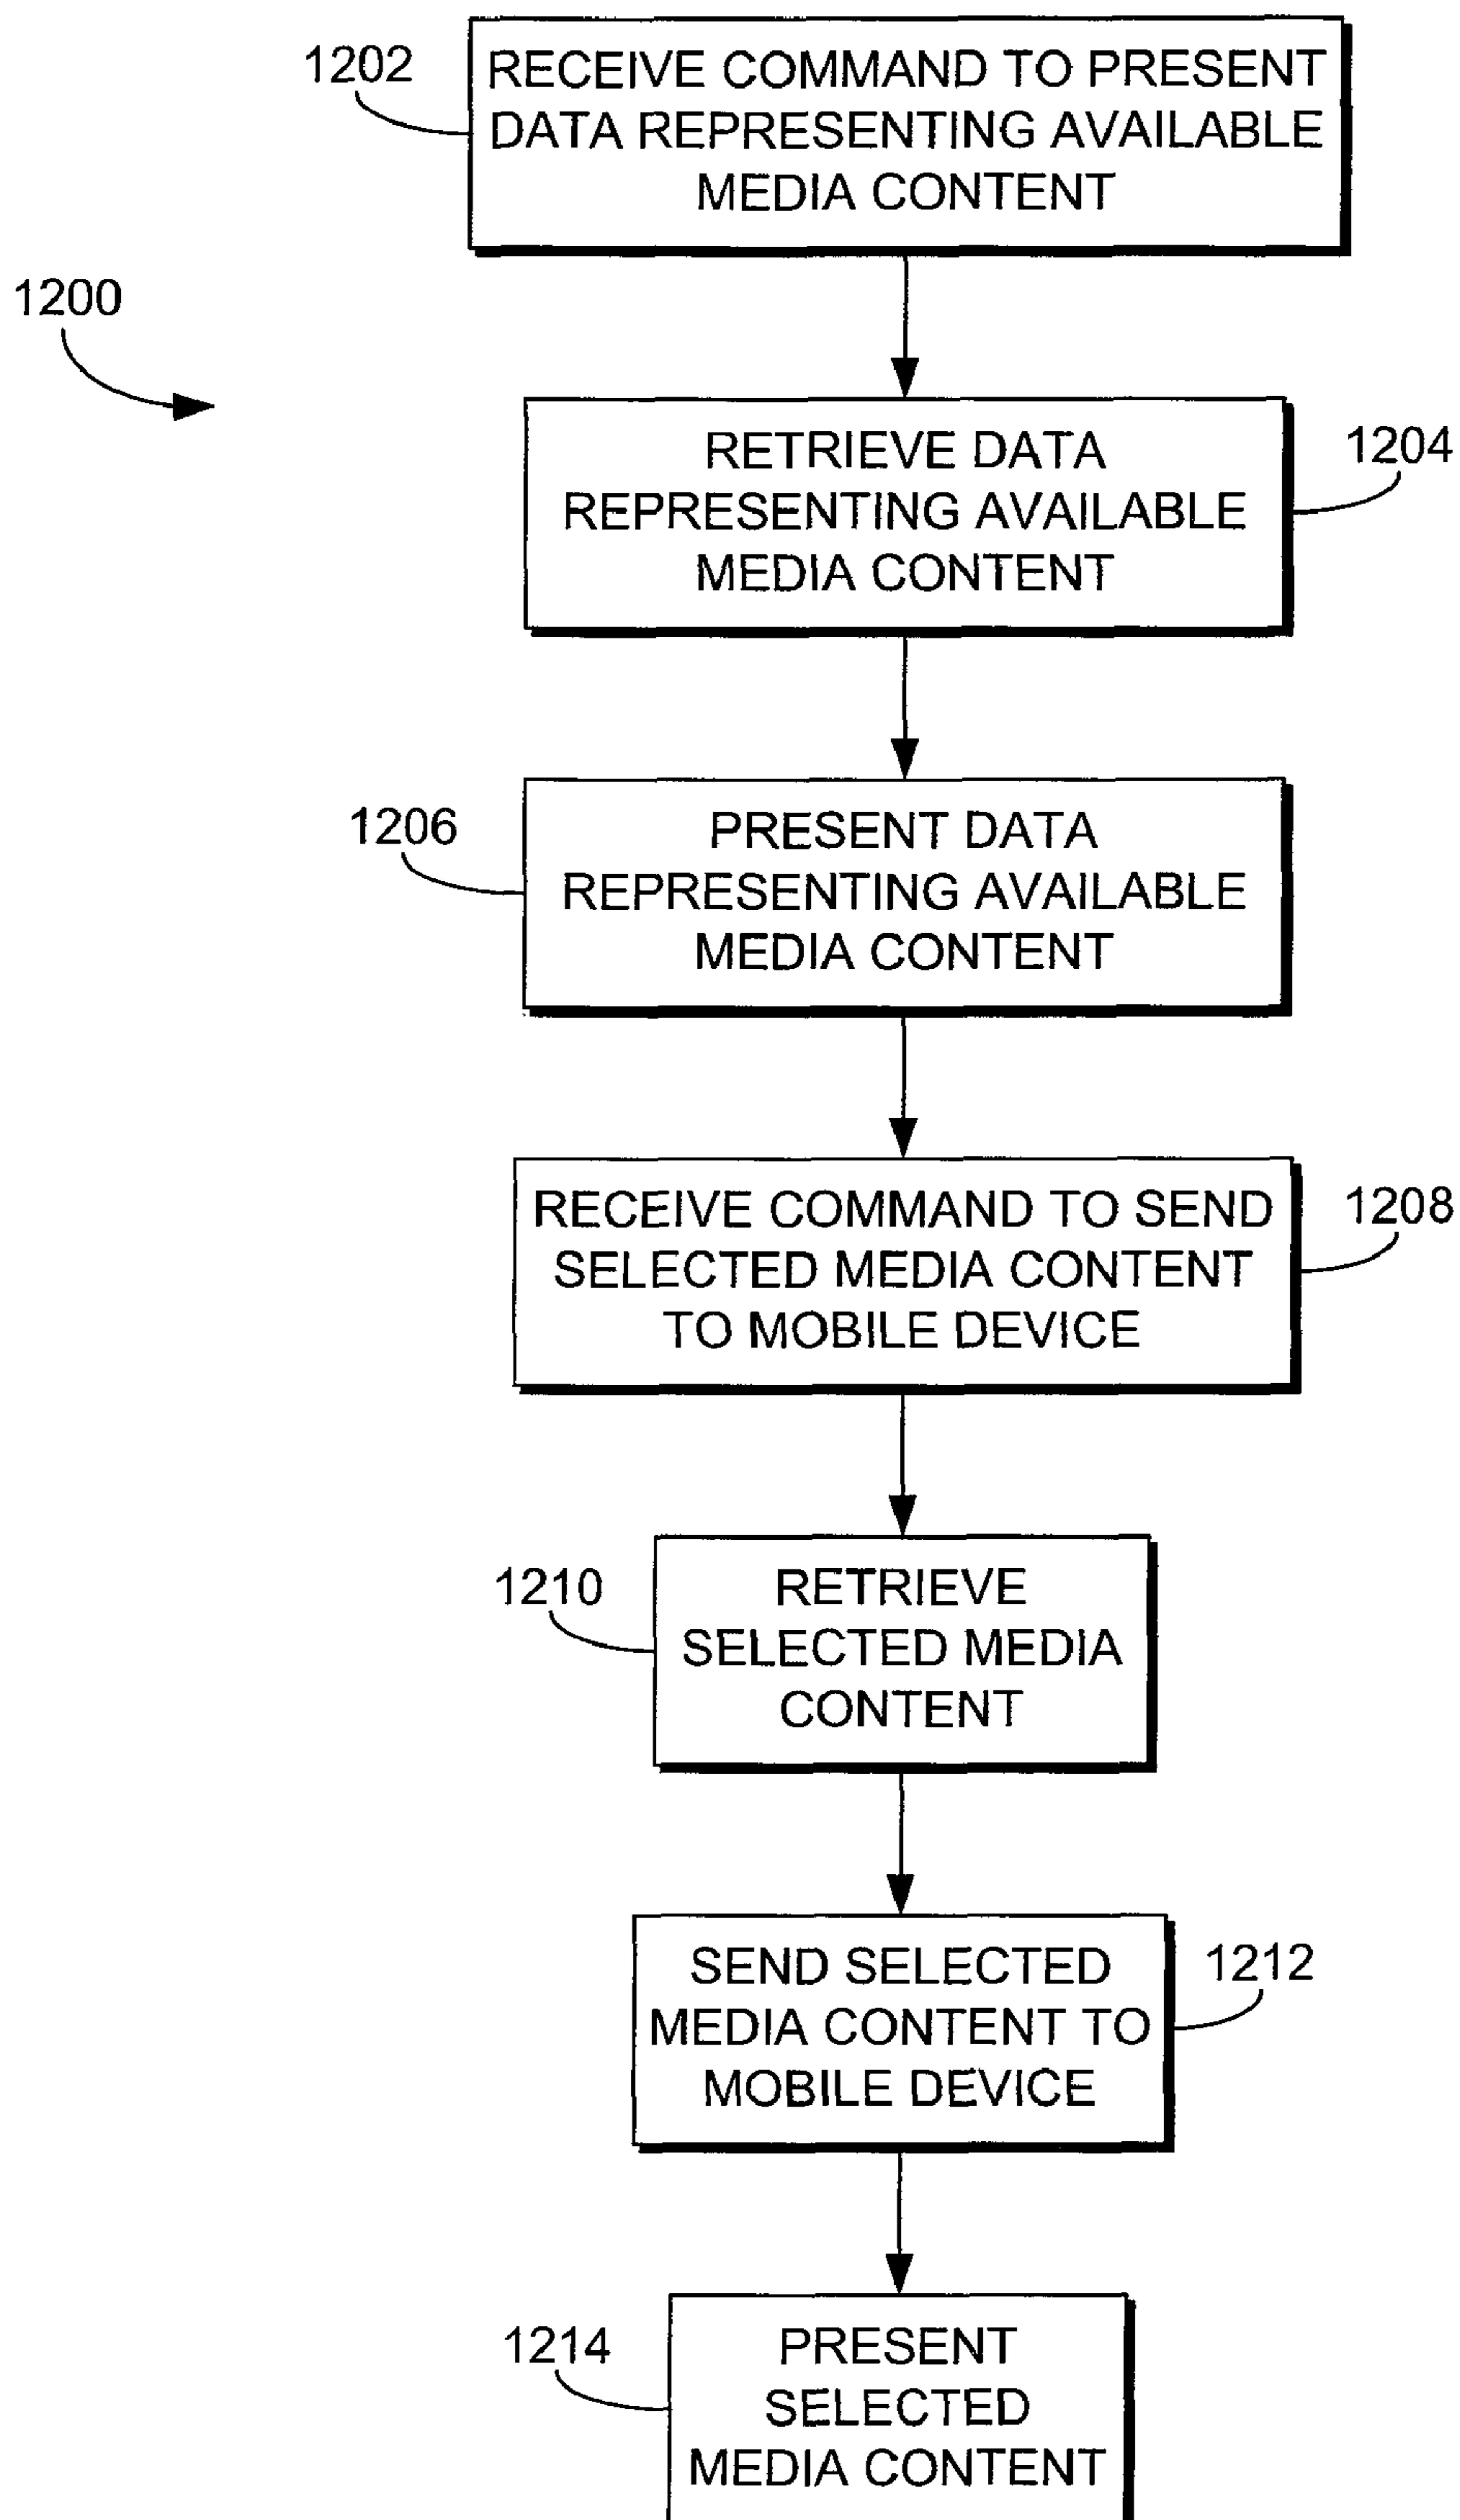 1202
RECEIVE COMMAND TO PRESENT
DATA REPRESENTING AVAILABLE
MEDIA CONTENT
1200
RETRIEVE DATA
REPRESENTING AVAILABLE
MEDIA CONTENT
1204
1206
PRESENT DATA
REPRESENTING AVAILABLE
MEDIA CONTENT
RECEIVE COMMAND TO SEND
SELECTED MEDIA CONTENT
TO MOBILE DEVICE
1208
1210
RETRIEVE
SELECTED MEDIA
CONTENT
SEND SELECTED
MEDIA CONTENT TO
MOBILE DEVICE
1212
1214
PRESENT
SELECTED
MEDIA CONTENT